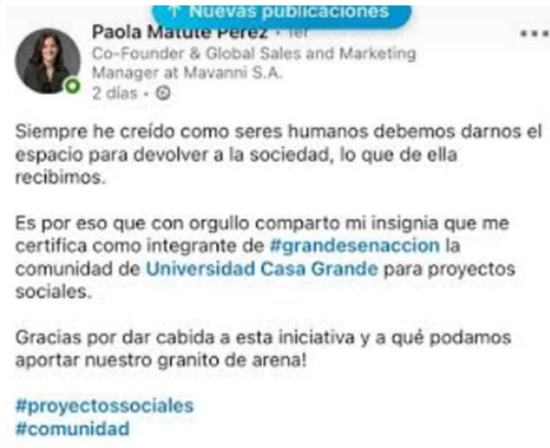 ↑ Nuevas publicaciones
Paola Matute Perez • 1er
Co-Founder & Global Sales and Marketing
Manager at Mavanni S.A.
2 días •
Siempre he creído como seres humanos debemos darnos el
espacio para devolver a la sociedad, lo que de ella
recibimos.
Es por eso que con orgullo comparto mi insignia que me
certifica como integrante de #grandesenaccion la
comunidad de Universidad Casa Grande para proyectos
sociales.
Gracias por dar cabida a esta iniciativa y a qué podamos
aportar nuestro granito de arena!
#proyectossociales
#comunidad